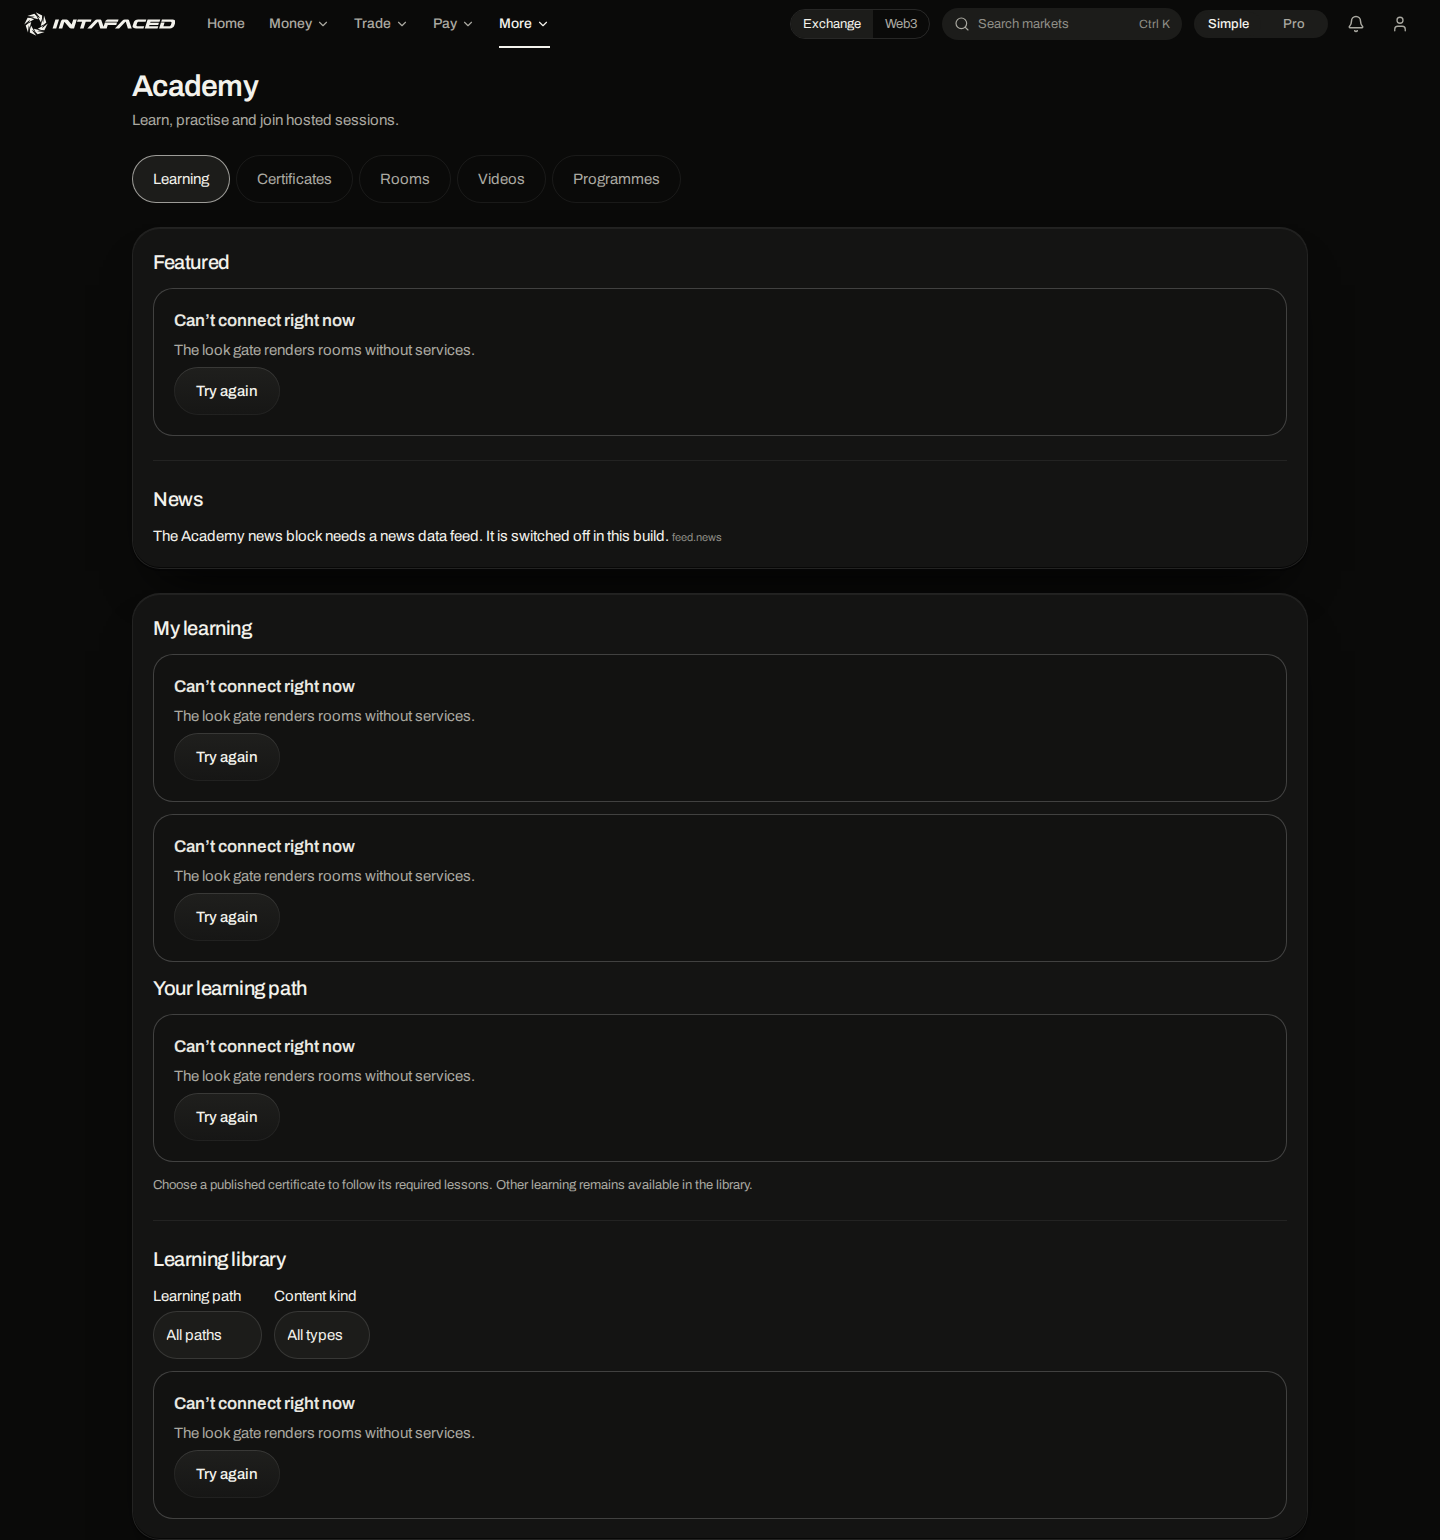 INTAFACED Home Money Trade Pay More Exchange Web3 Search markets Ctrl K Simple Pro
Academy
Learn, practise and join hosted sessions.
Learning Certificates Rooms Videos Programmes
Featured
Can’t connect right now
The look gate renders rooms without services.
Try again
News
The Academy news block needs a news data feed. It is switched off in this build. feed.news
My learning
Can’t connect right now
The look gate renders rooms without services.
Try again
Can’t connect right now
The look gate renders rooms without services.
Try again
Your learning path
Can’t connect right now
The look gate renders rooms without services.
Try again
Choose a published certificate to follow its required lessons. Other learning remains available in the library.
Learning library
Learning path Content kind
All paths All types
Can’t connect right now
The look gate renders rooms without services.
Try again